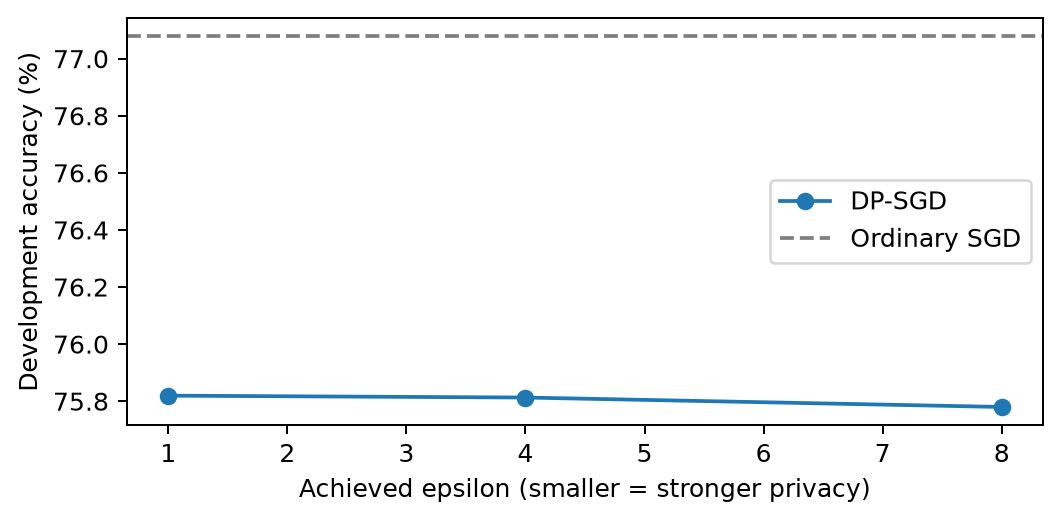 Development accuracy (%)
77.0
76.8
76.6
76.4
76.2
76.0
75.8
DP-SGD
Ordinary SGD
1 2 3 4 5 6 7 8
Achieved epsilon (smaller = stronger privacy)